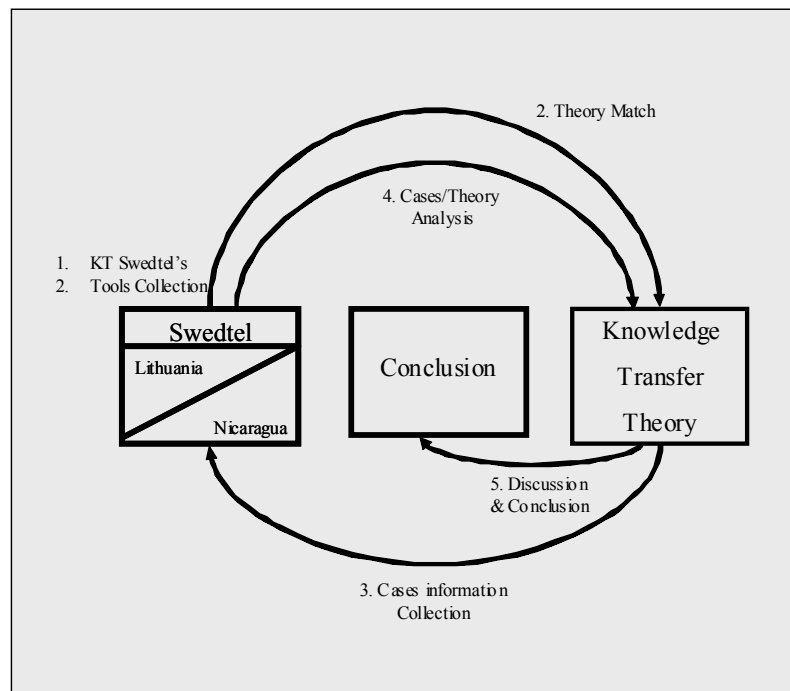 2. Theory Match
4. Cases/Theory
Analysis
1. KT Swedtel's
2. Tools Collection
Swedtel
Lithuania
Nicaragua
Conclusion
Knowledge
Transfer
Theory
5. Discussion
& Conclusion
3. Cases information
Collection